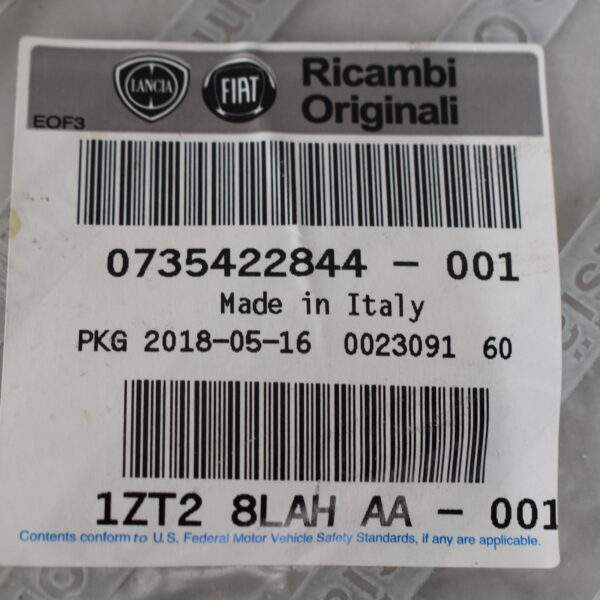 LANCIA FIAT Ricambi
Originali
EOF3
0735422844 - 001
Made in Italy
PKG 2018-05-16 0023091 60
1ZT2 8LAH AA - 001
Contents conform to U.S. Federal Motor Vehicle Safety Standards, if any are applicable.